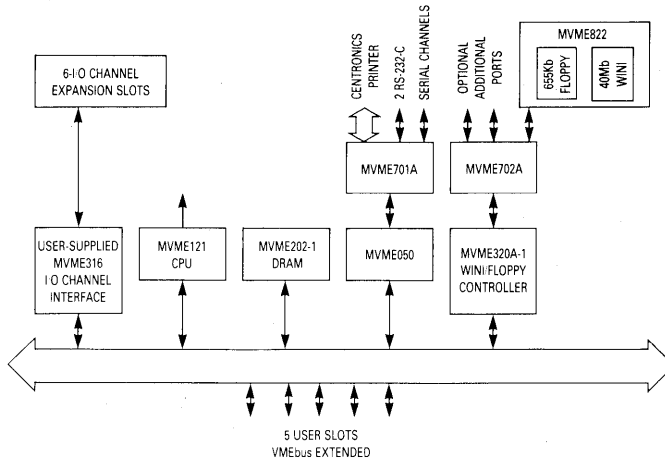 6-I/O CHANNEL
EXPANSION SLOTS
CENTRONICS
PRINTER
2 RS-232-C
SERIAL CHANNELS
OPTIONAL
ADDITIONAL
PORTS
MVME822
655Kb
FLOPPY
40Mb
WINI
MVME701A
MVME702A
USER-SUPPLIED
MVME316
I/O CHANNEL
INTERFACE
MVME121
CPU
MVME202-1
DRAM
MVME050
MVME320A-1
WINI/FLOPPY
CONTROLLER
5 USER SLOTS
VMEbus EXTENDED